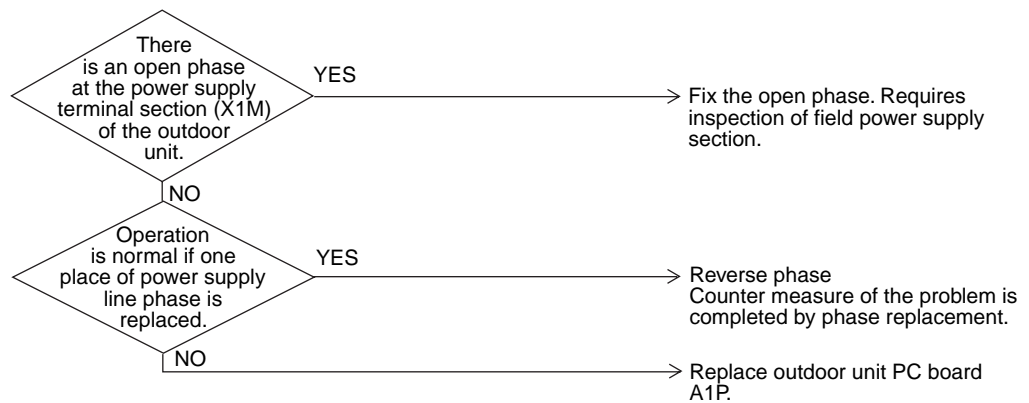 There
is an open phase
at the power supply
terminal section (X1M)
of the outdoor
unit.
YES
Fix the open phase. Requires
inspection of field power supply
section.
NO
Operation
is normal if one
place of power supply
line phase is
replaced.
YES
Reverse phase
Counter measure of the problem is
completed by phase replacement.
NO
Replace outdoor unit PC board
A1P.